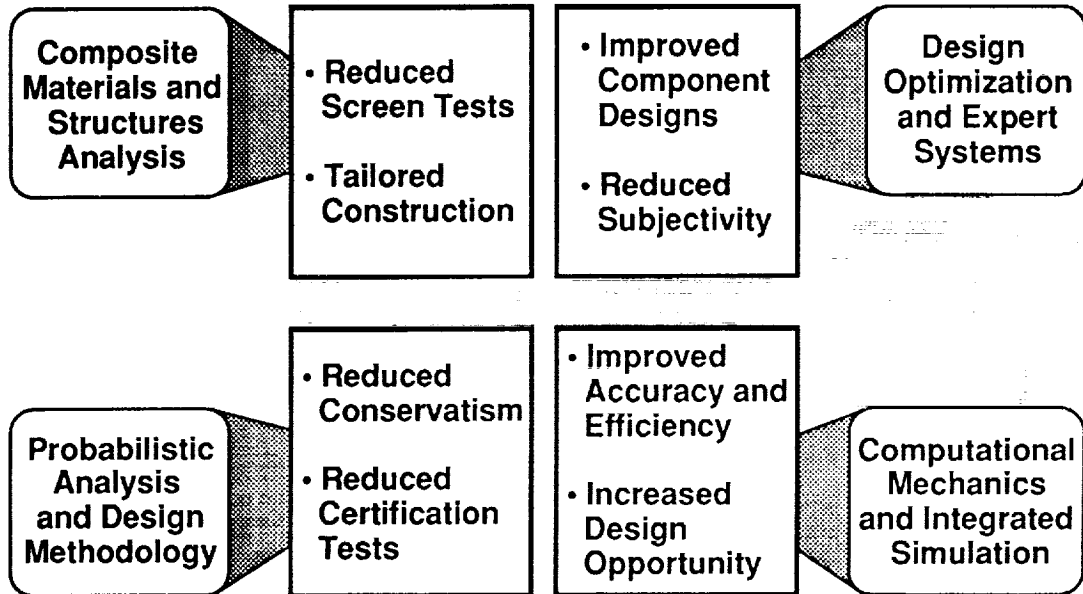 Composite
Materials and
Structures
Analysis
• Reduced
Screen Tests
• Tailored
Construction
• Improved
Component
Designs
• Reduced
Subjectivity
Design
Optimization
and Expert
Systems
Probabilistic
Analysis
and Design
Methodology
• Reduced
Conservatism
• Reduced
Certification
Tests
• Improved
Accuracy and
Efficiency
• Increased
Design
Opportunity
Computational
Mechanics
and Integrated
Simulation